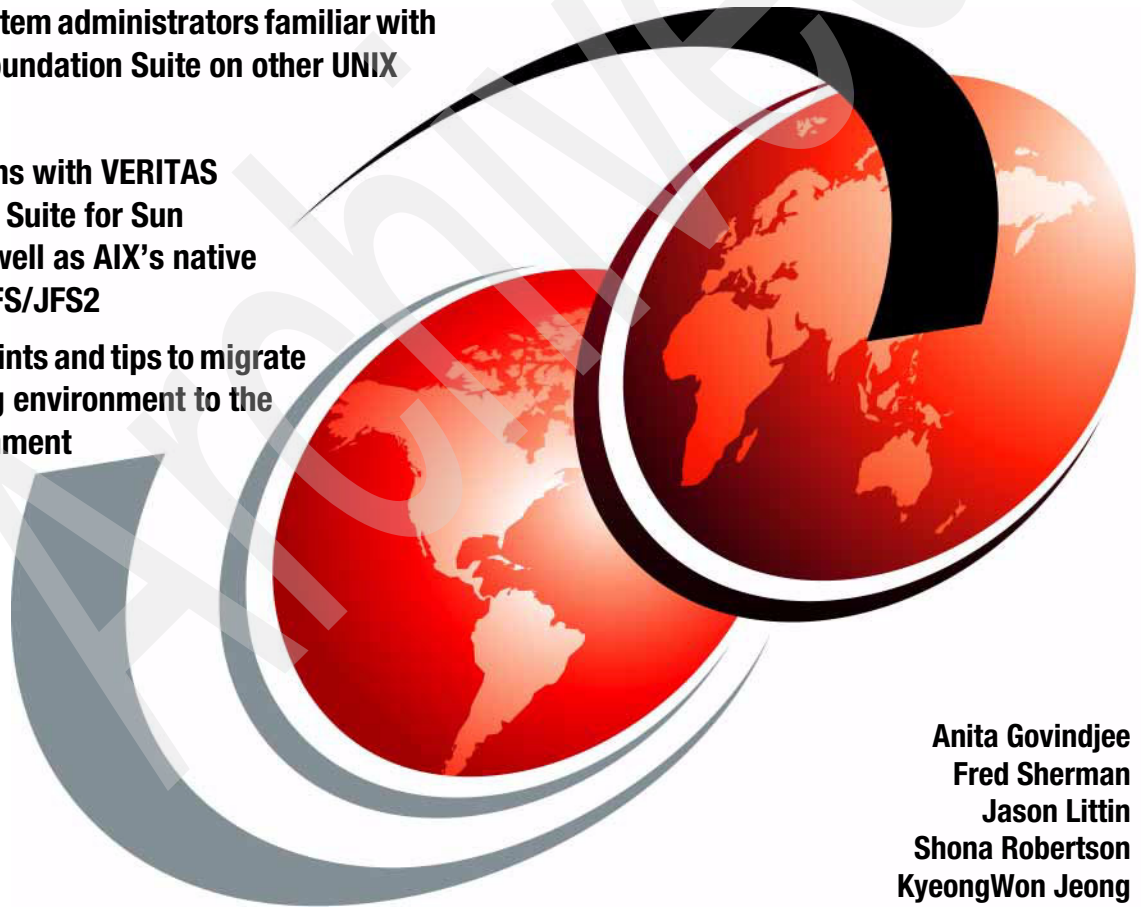 tem administrators familiar with
undation Suite on other UNIX
ns with VERITAS
Suite for Sun
well as AIX's native
FS/JFS2
ints and tips to migrate
g environment to the
nment
Anita Govindjee
Fred Sherman
Jason Littin
Shona Robertson
KyeongWon Jeong
Archive